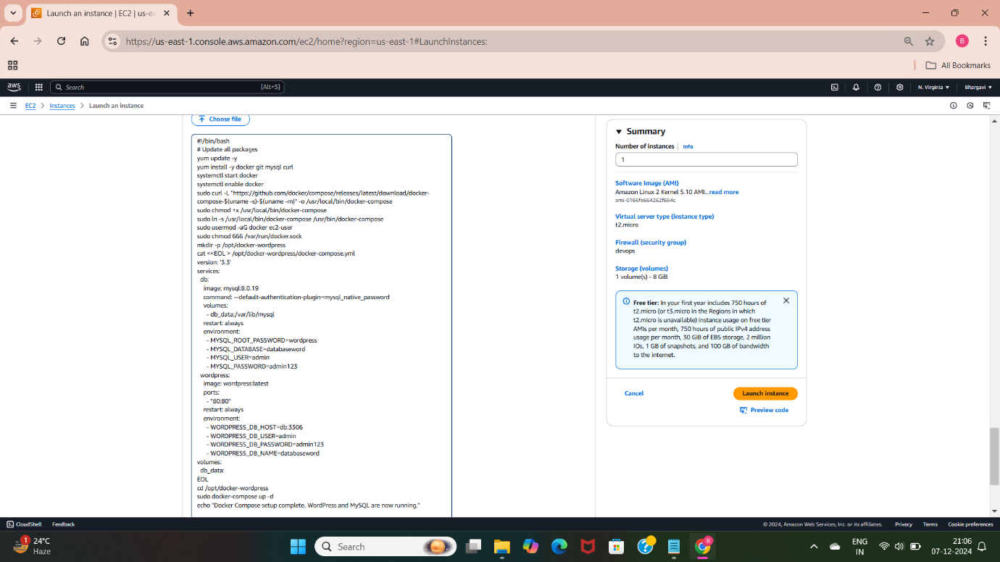 Launch an instance | EC2 | us-ea
https://us-east-1.console.aws.amazon.com/ec2/home?region=us-east-1#LaunchInstances:
B
All Bookmarks
aws
Search
[Alt+S]
N. Virginia
Bhargavi
EC2
Instances
Launch an instance
Choose file
#!/bin/bash
# Update all packages
yum update -y
yum install -y docker git mysql curl
systemctl start docker
systemctl enable docker
sudo curl -L "https://github.com/docker/compose/releases/latest/download/docker-
compose-$(uname -s)-$(uname -m)" -o /usr/local/bin/docker-compose
sudo chmod +x /usr/local/bin/docker-compose
sudo ln -s /usr/local/bin/docker-compose /usr/bin/docker-compose
sudo usermod -aG docker ec2-user
sudo chmod 666 /var/run/docker.sock
mkdir -p /opt/docker-wordpress
cat <<EOL > /opt/docker-wordpress/docker-compose.yml
version: '3.3'
services:
db:
image: mysql:8.0.19
command: --default-authentication-plugin=mysql_native_password
volumes:
- db_data:/var/lib/mysql
restart: always
environment:
- MYSQL_ROOT_PASSWORD=wordpress
- MYSQL_DATABASE=databaseword
- MYSQL_USER=admin
- MYSQL_PASSWORD=admin123
wordpress:
image: wordpress:latest
ports:
- "80:80"
restart: always
environment:
- WORDPRESS_DB_HOST=db:3306
- WORDPRESS_DB_USER=admin
- WORDPRESS_DB_PASSWORD=admin123
- WORDPRESS_DB_NAME=databaseword
volumes:
db_data:
EOL
cd /opt/docker-wordpress
sudo docker-compose up -d
echo "Docker Compose setup complete. WordPress and MySQL are now running."
Summary
Number of instances
Info
1
Software Image (AMI)
Amazon Linux 2 Kernel 5.10 AMI...read more
ami-0166fe664262f664c
Virtual server type (instance type)
t2.micro
Firewall (security group)
devops
Storage (volumes)
1 volume(s) - 8 GiB
Free tier: In your first year includes 750 hours of
t2.micro (or t3.micro in the Regions in which
t2.micro is unavailable) instance usage on free tier
AMIs per month, 750 hours of public IPv4 address
usage per month, 30 GiB of EBS storage, 2 million
IOs, 1 GB of snapshots, and 100 GB of bandwidth
to the internet.
Cancel
Launch instance
Preview code
CloudShell
Feedback
© 2024, Amazon Web Services, Inc. or its affiliates.
Privacy
Terms
Cookie preferences
1
24°C
Haze
Search
B
ENG
IN
21:06
07-12-2024